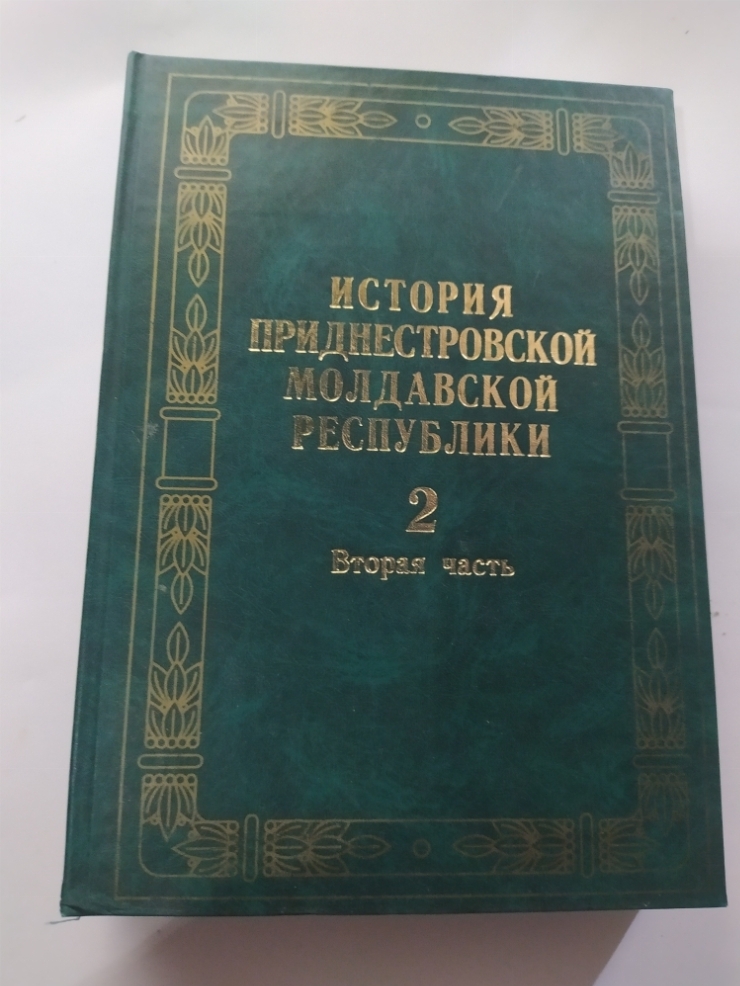 ИСТОРИЯ
ПРИДНЕСТРОВСКОЙ
МОЛДАВСКОЙ
РЕСПУБЛИКИ
2
Вторая часть